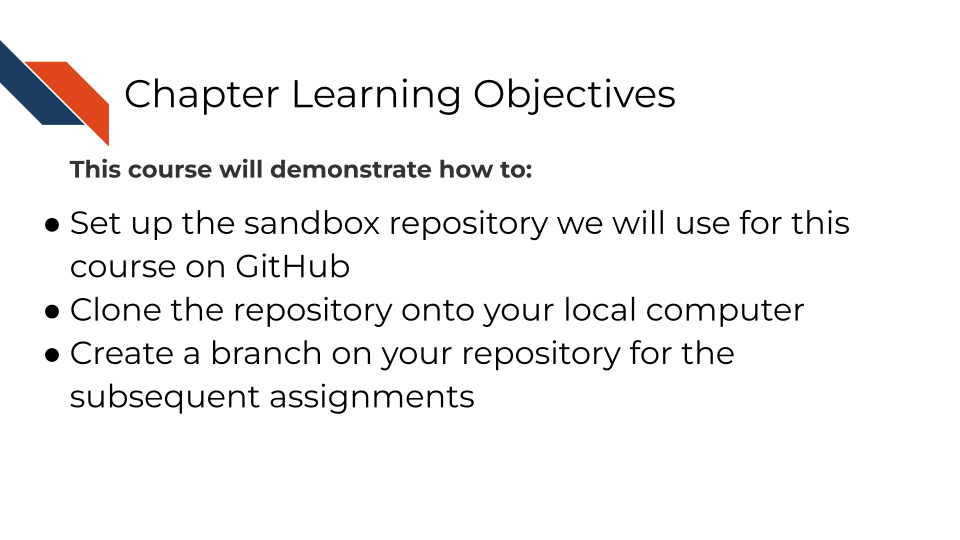 Chapter Learning Objectives
This course will demonstrate how to:
● Set up the sandbox repository we will use for this
course on GitHub
● Clone the repository onto your local computer
● Create a branch on your repository for the
subsequent assignments